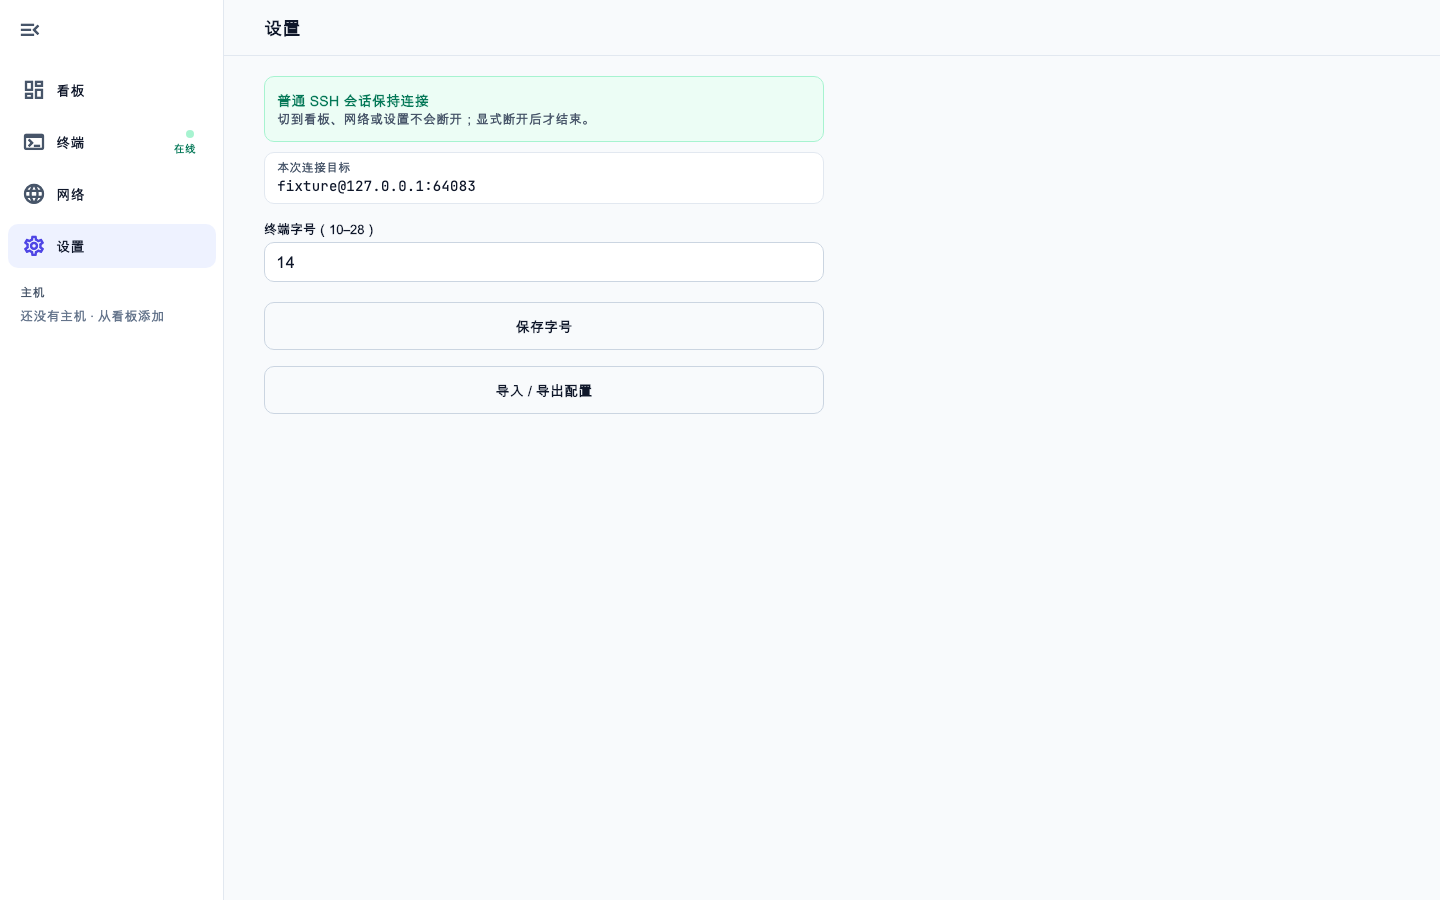 设置
看板
终端
在线
网络
设置
主机
还没有主机 · 从看板添加
普通 SSH 会话保持连接
切到看板、网络或设置不会断开；显式断开后才结束。
本次连接目标
fixture@127.0.0.1:64083
终端字号（10–28）
14
保存字号
导入 / 导出配置